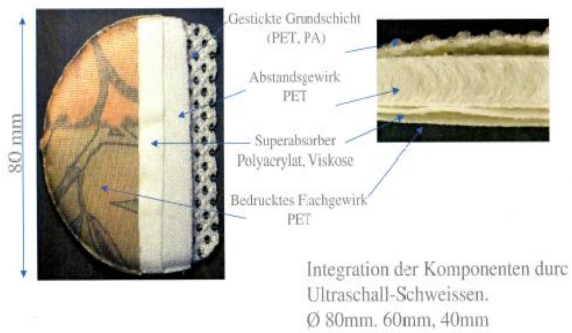 80 mm
Gestickte Grundschicht
(PET, PA)
Abstandsgewirk
PET
Superabsorber
Polyacrylat, Viskose
Bedrucktes Flachgewirk
PET
Integration der Komponenten durc
Ultraschall-Schweissen.
Ø 80mm. 60mm, 40mm